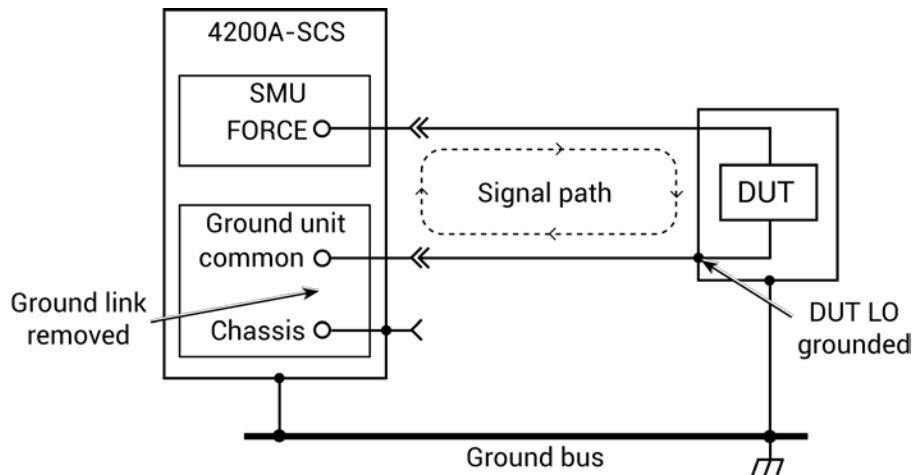 4200A-SCS
SMU
FORCE
Signal path
DUT
Ground unit
common
Ground link
removed
Chassis
DUT LO
grounded
Ground bus